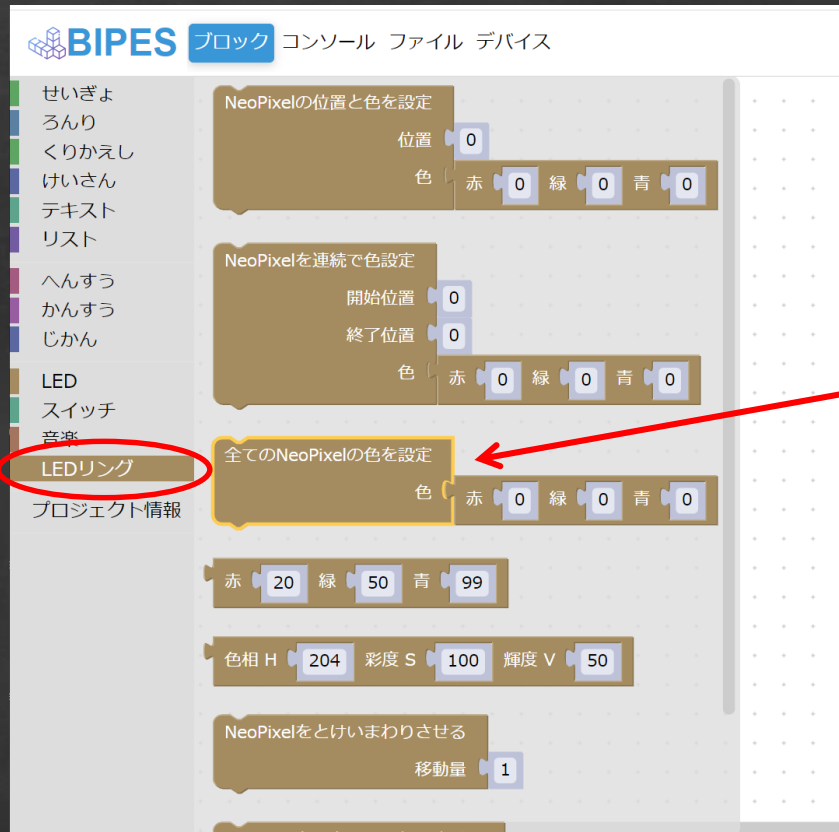 BIPES ブロック コンソール ファイル デバイス
せいぎょ
ろんり
くりかえし
けいさん
テキスト
リスト
へんすう
かんすう
じかん
LED
スイッチ
音楽
LEDリング
プロジェクト情報
NeoPixelの位置と色を設定
位置 0
色 赤 0 緑 0 青 0
NeoPixelを連続で色設定
開始位置 0
終了位置 0
色 赤 0 緑 0 青 0
全てのNeoPixelの色を設定
色 赤 0 緑 0 青 0
赤 20 緑 50 青 99
色相 H 204 彩度 S 100 輝度 V 50
NeoPixelをとけいまわりさせる
移動量 1